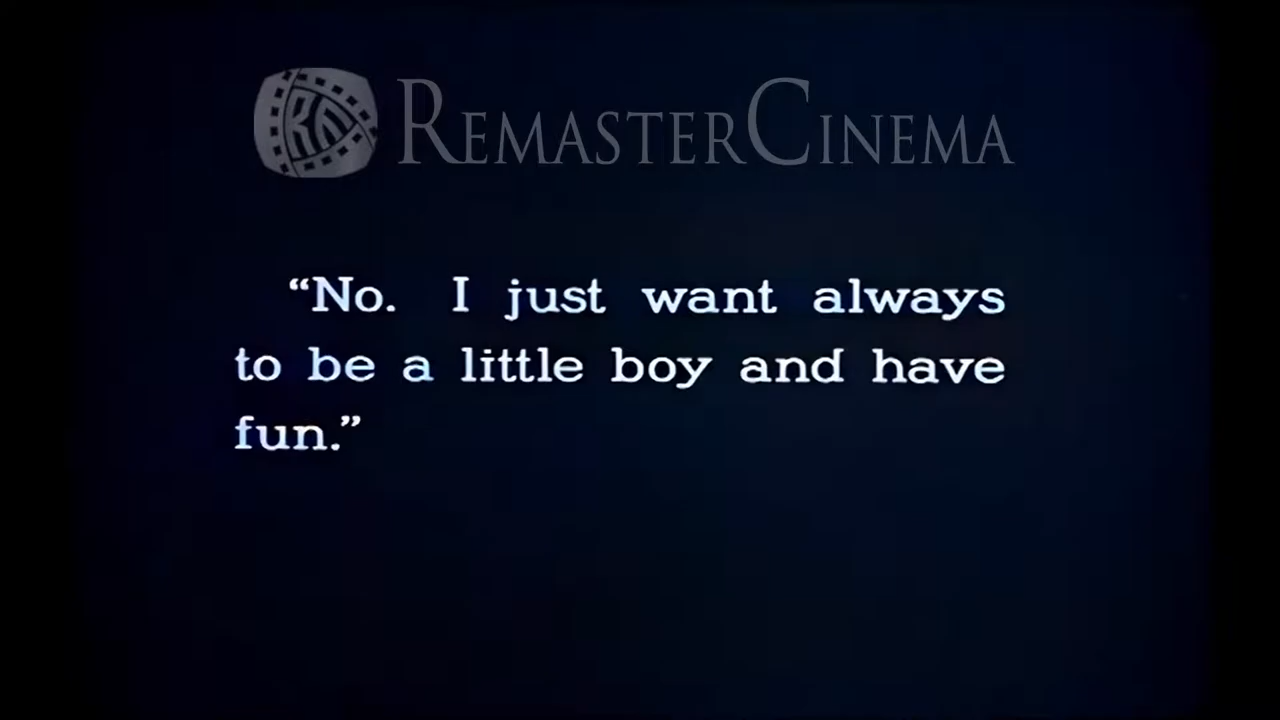 REMASTERCINEMA
“No. I just want always
to be a little boy and have
fun.”